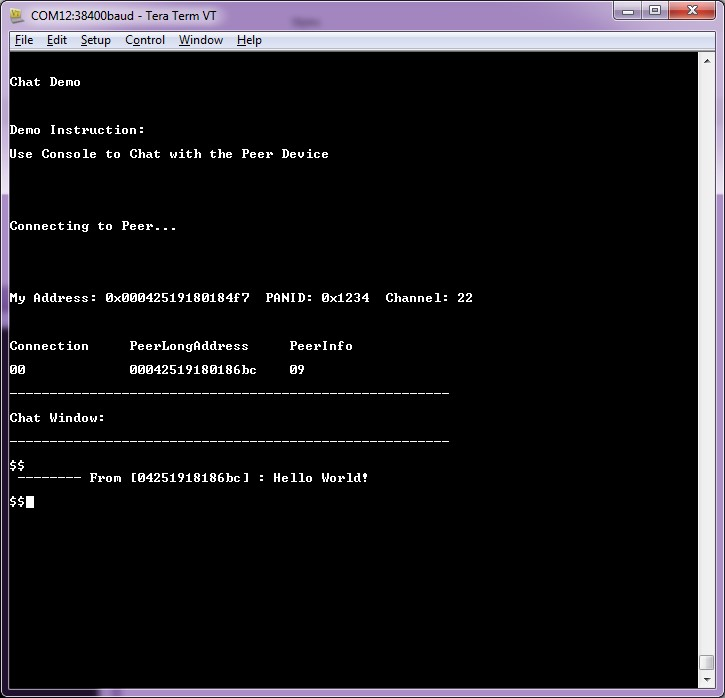 COM12:38400baud - Tera Term VT
File Edit Setup Control Window Help
Chat Demo
Demo Instruction:
Use Console to Chat with the Peer Device
Connecting to Peer...
My Address: 0x00042519180184f7 PANID: 0x1234 Channel: 22
Connection PeerLongAddress PeerInfo
00 00042519180186bc 09
--------------------------------------------------------
Chat Window:
--------------------------------------------------------
$$
-------- From [04251918186bc] : Hello World!
$$